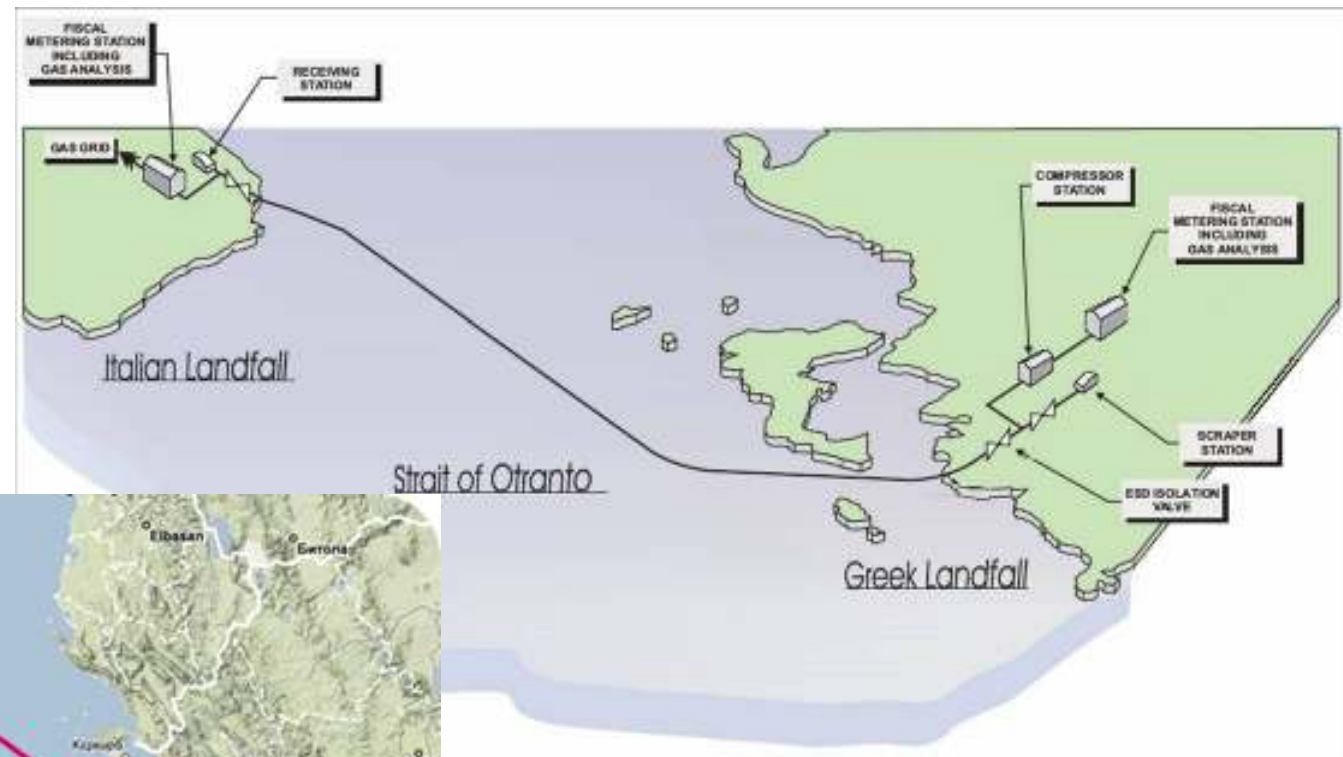 FISCAL
METERING STATION
INCLUDING
GAS ANALYSIS
RECEIVING
STATION
GAS GRID
COMPRESSOR
STATION
FISCAL
METERING STATION
INCLUDING
GAS ANALYSIS
Italian Landfall
SCRAPER
STATION
Strait of Otranto
ESD ISOLATION
VALVE
Greek Landfall
Elbasan
Битола